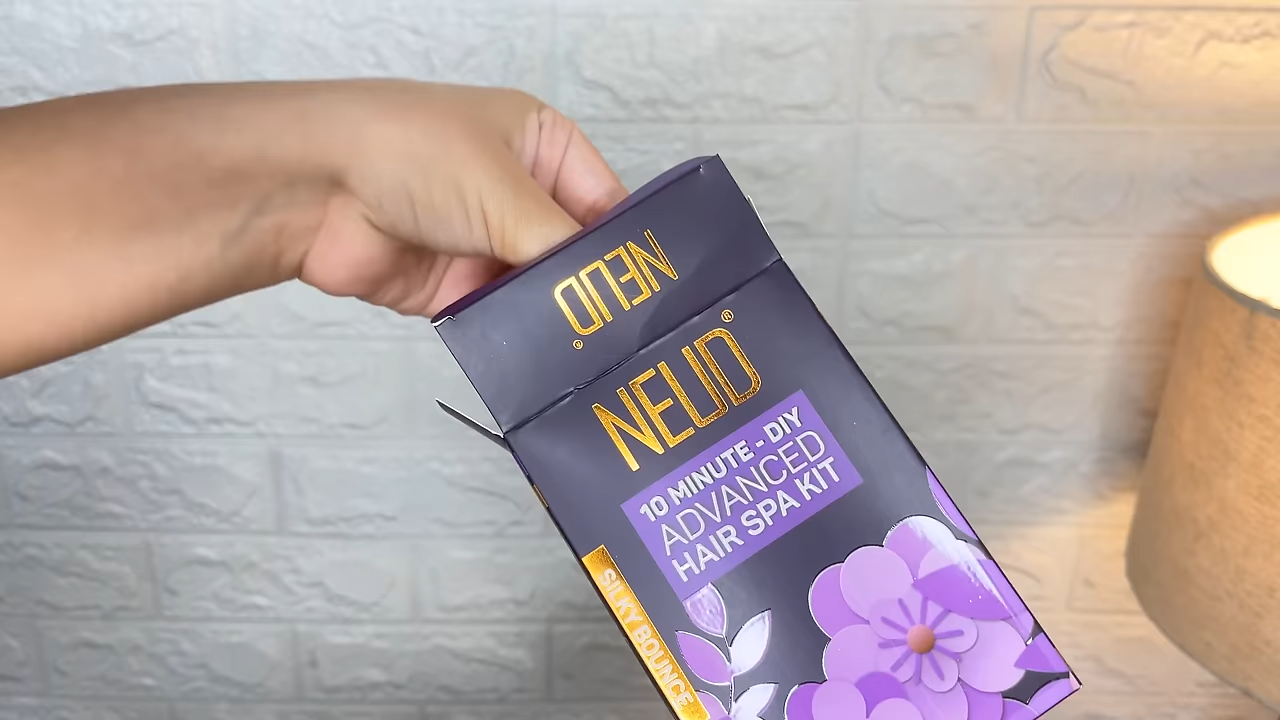 NEUD®
NEUD®
10 MINUTE - DIY
ADVANCED
HAIR SPA KIT
SILKY BOUNCE